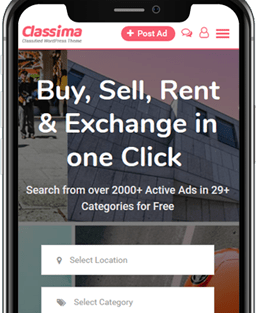 Classima
Classified WordPress Theme
+ Post Ad
Buy, Sell, Rent
& Exchange in
one Click
Search from over 2000+ Active Ads in 29+
Categories for Free
Select Location
Select Category